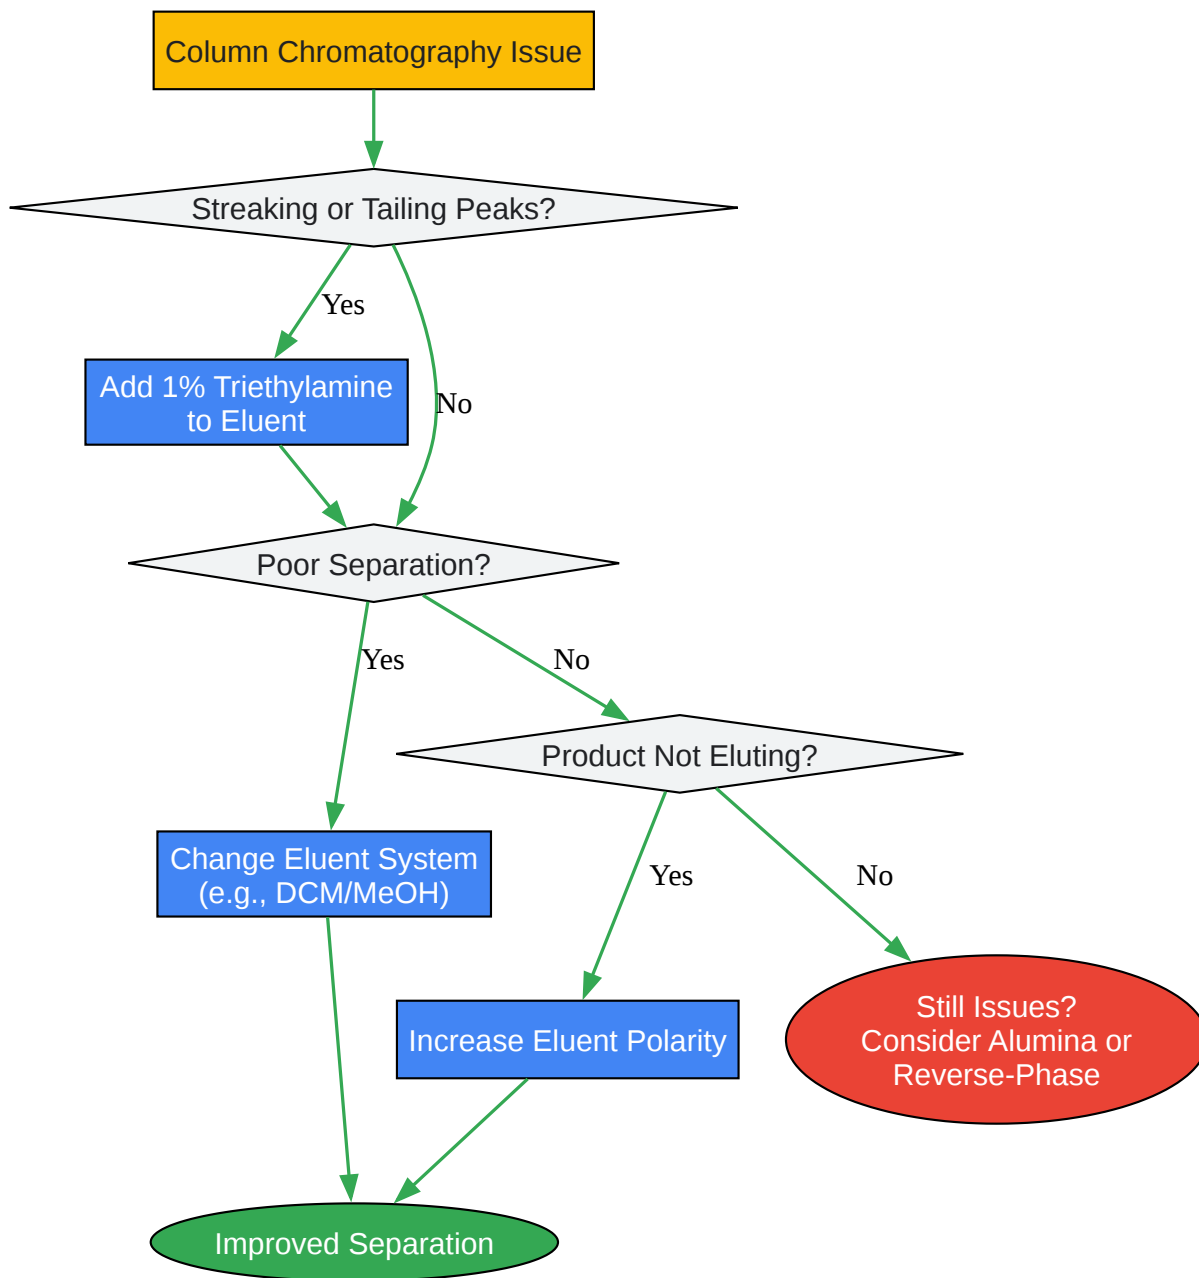 Column Chromatography Issue
Streaking or Tailing Peaks?
Yes
Add 1% Triethylamine
to Eluent
No
Poor Separation?
Yes
No
Product Not Eluting?
Change Eluent System
(e.g., DCM/MeOH)
Yes
No
Increase Eluent Polarity
Still Issues?
Consider Alumina or
Reverse-Phase
Improved Separation